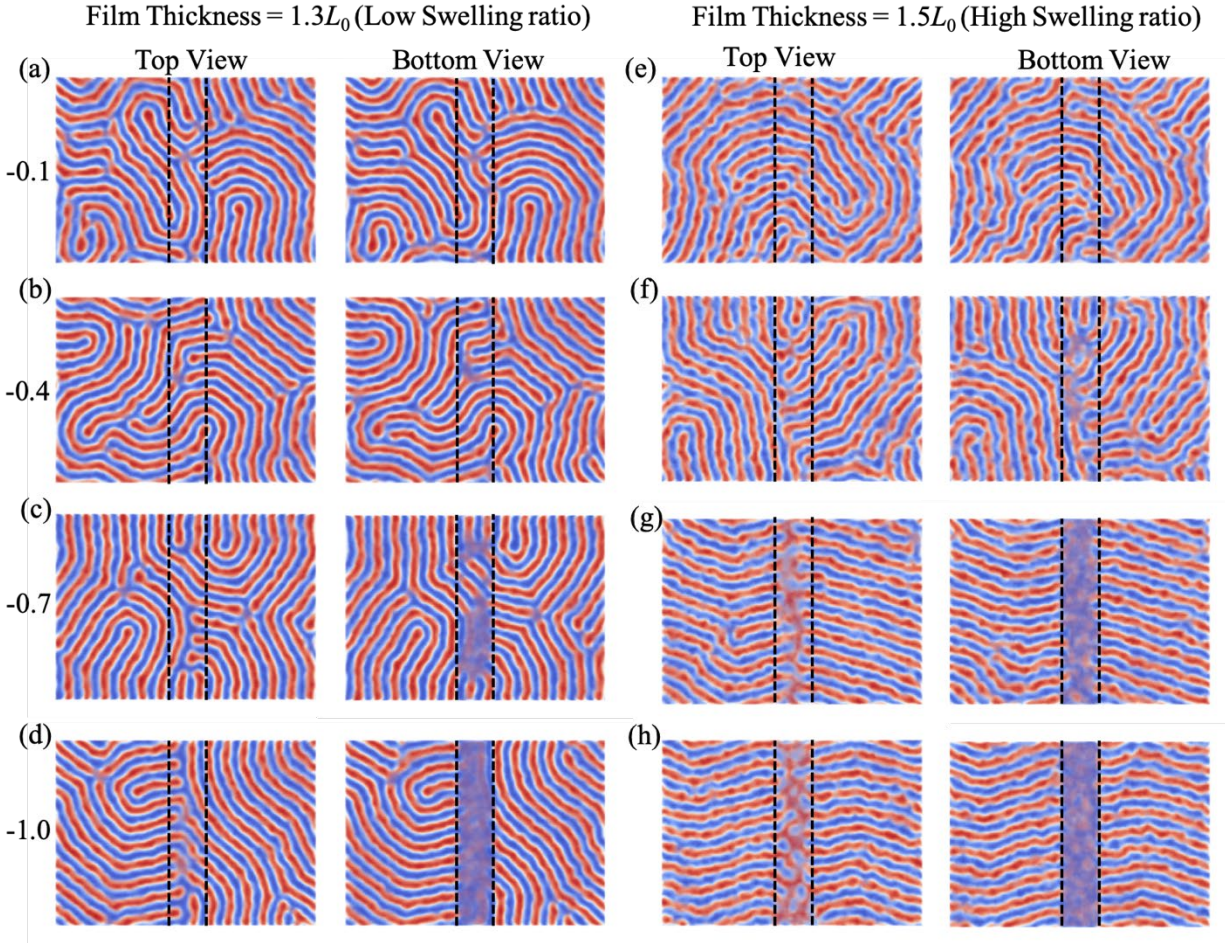 Film Thickness = 1.3L₀ (Low Swelling ratio) Film Thickness = 1.5L₀ (High Swelling ratio)
Top View Bottom View Top View Bottom View
(a) (e)
-0.1
(b) (f)
-0.4
(c) (g)
-0.7
(d) (h)
-1.0